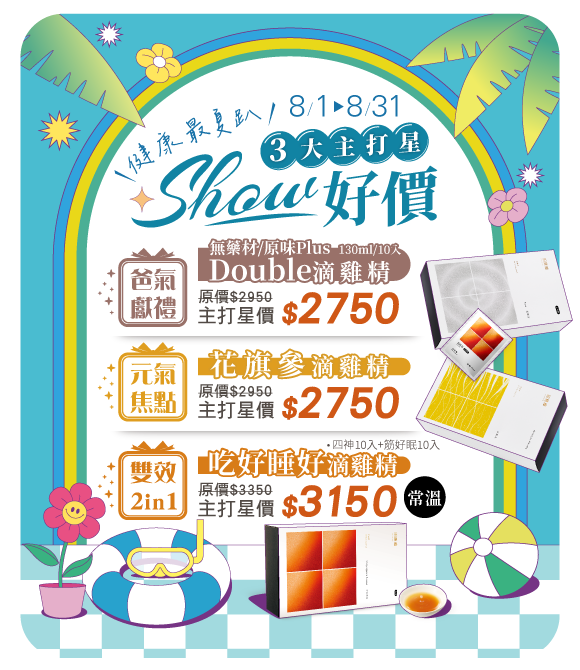 健康最夏趴
8/1▶8/31
3大主打星
Show好價
爸氣獻禮
無藥材/原味Plus 130ml/10入
Double滴雞精
原價$2950
主打星價 $2750
元氣焦點
花旗參滴雞精
原價$2950
主打星價 $2750
•四神10入+筋好眠10入
雙效2in1
吃好睡好滴雞精
原價$3350
主打星價 $3150
常溫